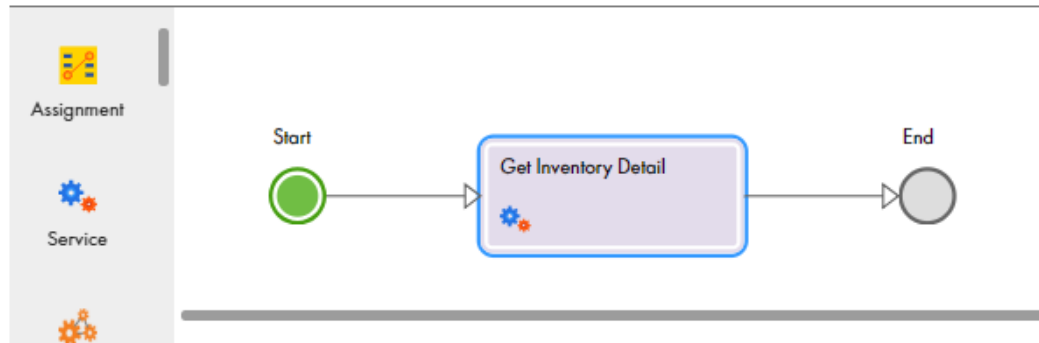 Assignment
Service
Start
Get Inventory Detail
End